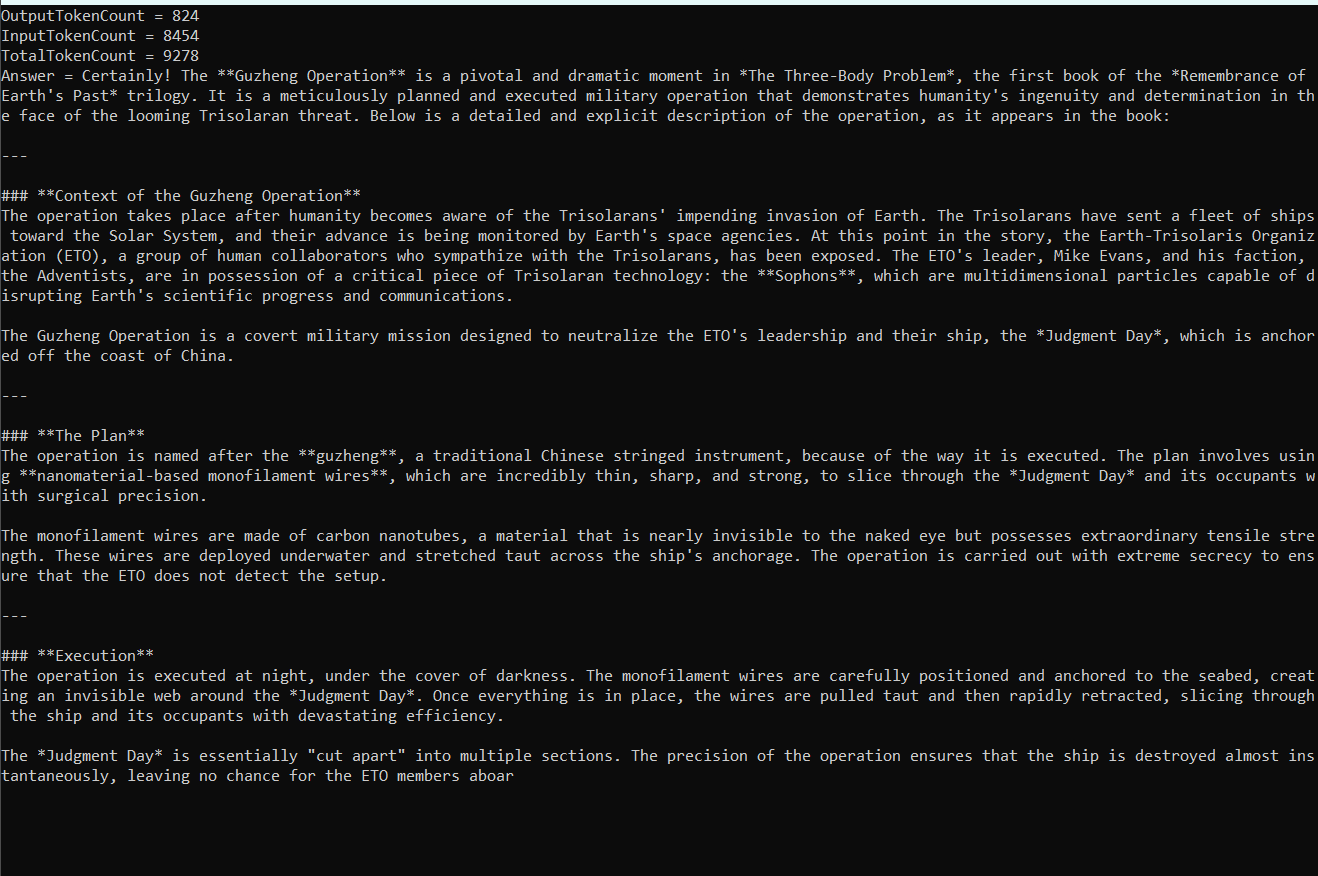 OutputTokenCount = 824
InputTokenCount = 8454
TotalTokenCount = 9278
Answer = Certainly! The **Guzheng Operation** is a pivotal and dramatic moment in *The Three-Body Problem*, the first book of the *Remembrance of
Earth's Past* trilogy. It is a meticulously planned and executed military operation that demonstrates humanity's ingenuity and determination in th
e face of the looming Trisolaran threat. Below is a detailed and explicit description of the operation, as it appears in the book:
---
### **Context of the Guzheng Operation**
The operation takes place after humanity becomes aware of the Trisolarans' impending invasion of Earth. The Trisolarans have sent a fleet of ships
 toward the Solar System, and their advance is being monitored by Earth's space agencies. At this point in the story, the Earth-Trisolaris Organiz
ation (ETO), a group of human collaborators who sympathize with the Trisolarans, has been exposed. The ETO's leader, Mike Evans, and his faction,
the Adventists, are in possession of a critical piece of Trisolaran technology: the **Sophons**, which are multidimensional particles capable of d
isrupting Earth's scientific progress and communications.
The Guzheng Operation is a covert military mission designed to neutralize the ETO's leadership and their ship, the *Judgment Day*, which is anchor
ed off the coast of China.
---
### **The Plan**
The operation is named after the **guzheng**, a traditional Chinese stringed instrument, because of the way it is executed. The plan involves usin
g **nanomaterial-based monofilament wires**, which are incredibly thin, sharp, and strong, to slice through the *Judgment Day* and its occupants w
ith surgical precision.
The monofilament wires are made of carbon nanotubes, a material that is nearly invisible to the naked eye but possesses extraordinary tensile stre
ngth. These wires are deployed underwater and stretched taut across the ship's anchorage. The operation is carried out with extreme secrecy to ens
ure that the ETO does not detect the setup.
---
### **Execution**
The operation is executed at night, under the cover of darkness. The monofilament wires are carefully positioned and anchored to the seabed, creat
ing an invisible web around the *Judgment Day*. Once everything is in place, the wires are pulled taut and then rapidly retracted, slicing through
 the ship and its occupants with devastating efficiency.
The *Judgment Day* is essentially "cut apart" into multiple sections. The precision of the operation ensures that the ship is destroyed almost ins
tantaneously, leaving no chance for the ETO members aboar